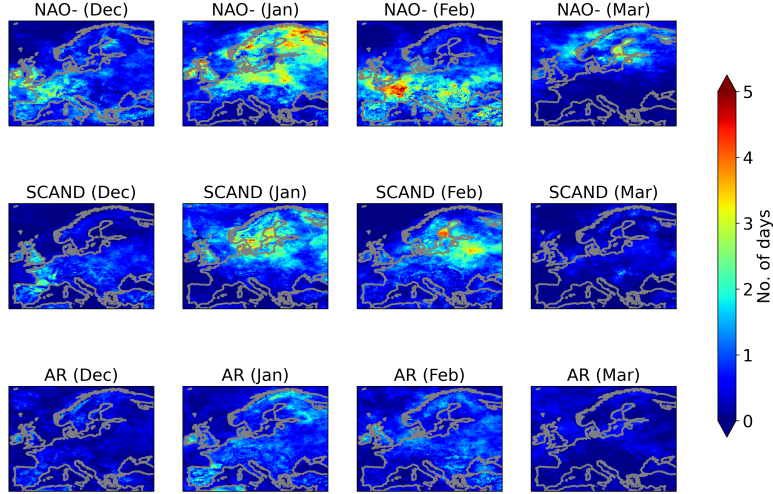 NAO- (Dec)
NAO- (Jan)
NAO- (Feb)
NAO- (Mar)
SCAND (Dec)
SCAND (Jan)
SCAND (Feb)
SCAND (Mar)
AR (Dec)
AR (Jan)
AR (Feb)
AR (Mar)
5
4
3
2
1
0
No. of days